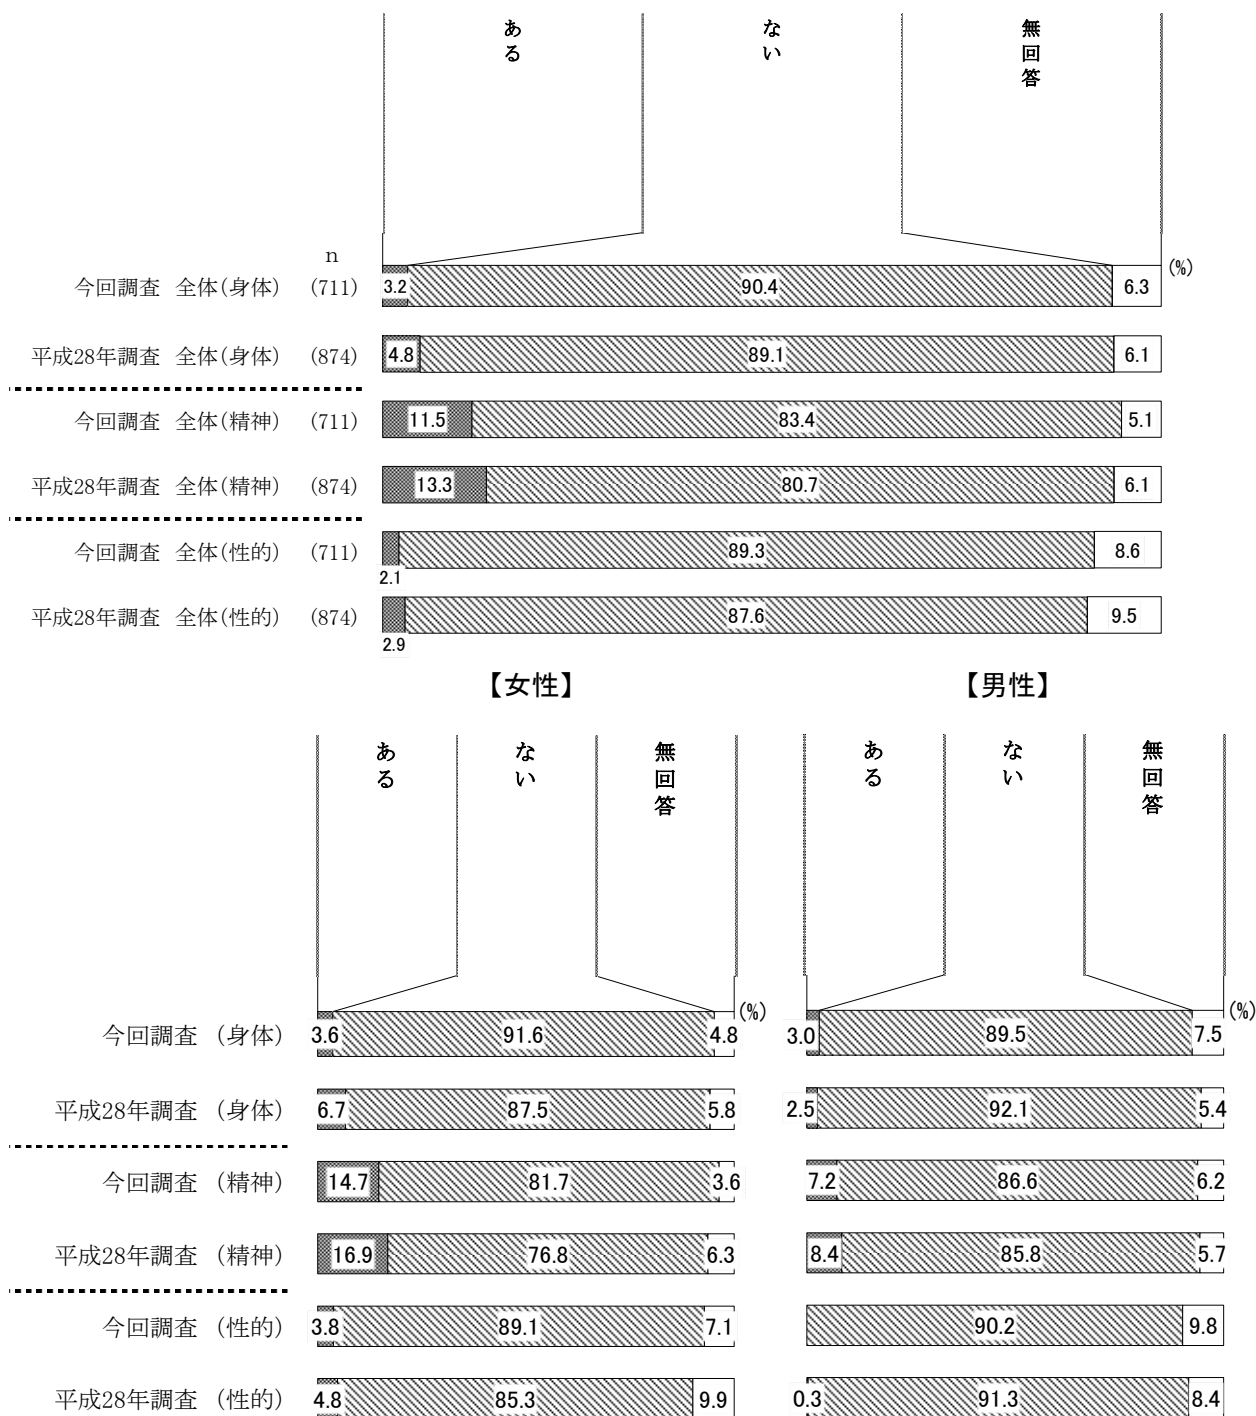 ある ない 無回答
n
(%)
今回調査 全体(身体) (711) 3.2 90.4 6.3
平成28年調査 全体(身体) (874) 4.8 89.1 6.1
今回調査 全体(精神) (711) 11.5 83.4 5.1
平成28年調査 全体(精神) (874) 13.3 80.7 6.1
今回調査 全体(性的) (711) 2.1 89.3 8.6
平成28年調査 全体(性的) (874) 2.9 87.6 9.5
【女性】 【男性】
ある ない 無回答 ある ない 無回答
(%) (%)
今回調査 (身体) 3.6 91.6 4.8 3.0 89.5 7.5
平成28年調査 (身体) 6.7 87.5 5.8 2.5 92.1 5.4
今回調査 (精神) 14.7 81.7 3.6 7.2 86.6 6.2
平成28年調査 (精神) 16.9 76.8 6.3 8.4 85.8 5.7
今回調査 (性的) 3.8 89.1 7.1 90.2 9.8
平成28年調査 (性的) 4.8 85.3 9.9 0.3 91.3 8.4